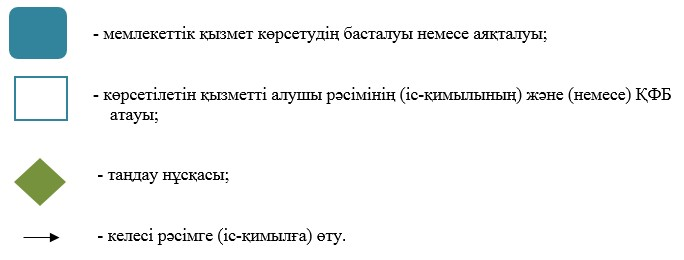 - мемлекеттік қызмет көрсетудің басталуы немесе аяқталуы;
- көрсетілетін қызметті алушы рәсімінің (іс-қимылының) және (немесе) ҚФБ
атауы;
- таңдау нұсқасы;
- келесі рәсімге (іс-қимылға) өту.